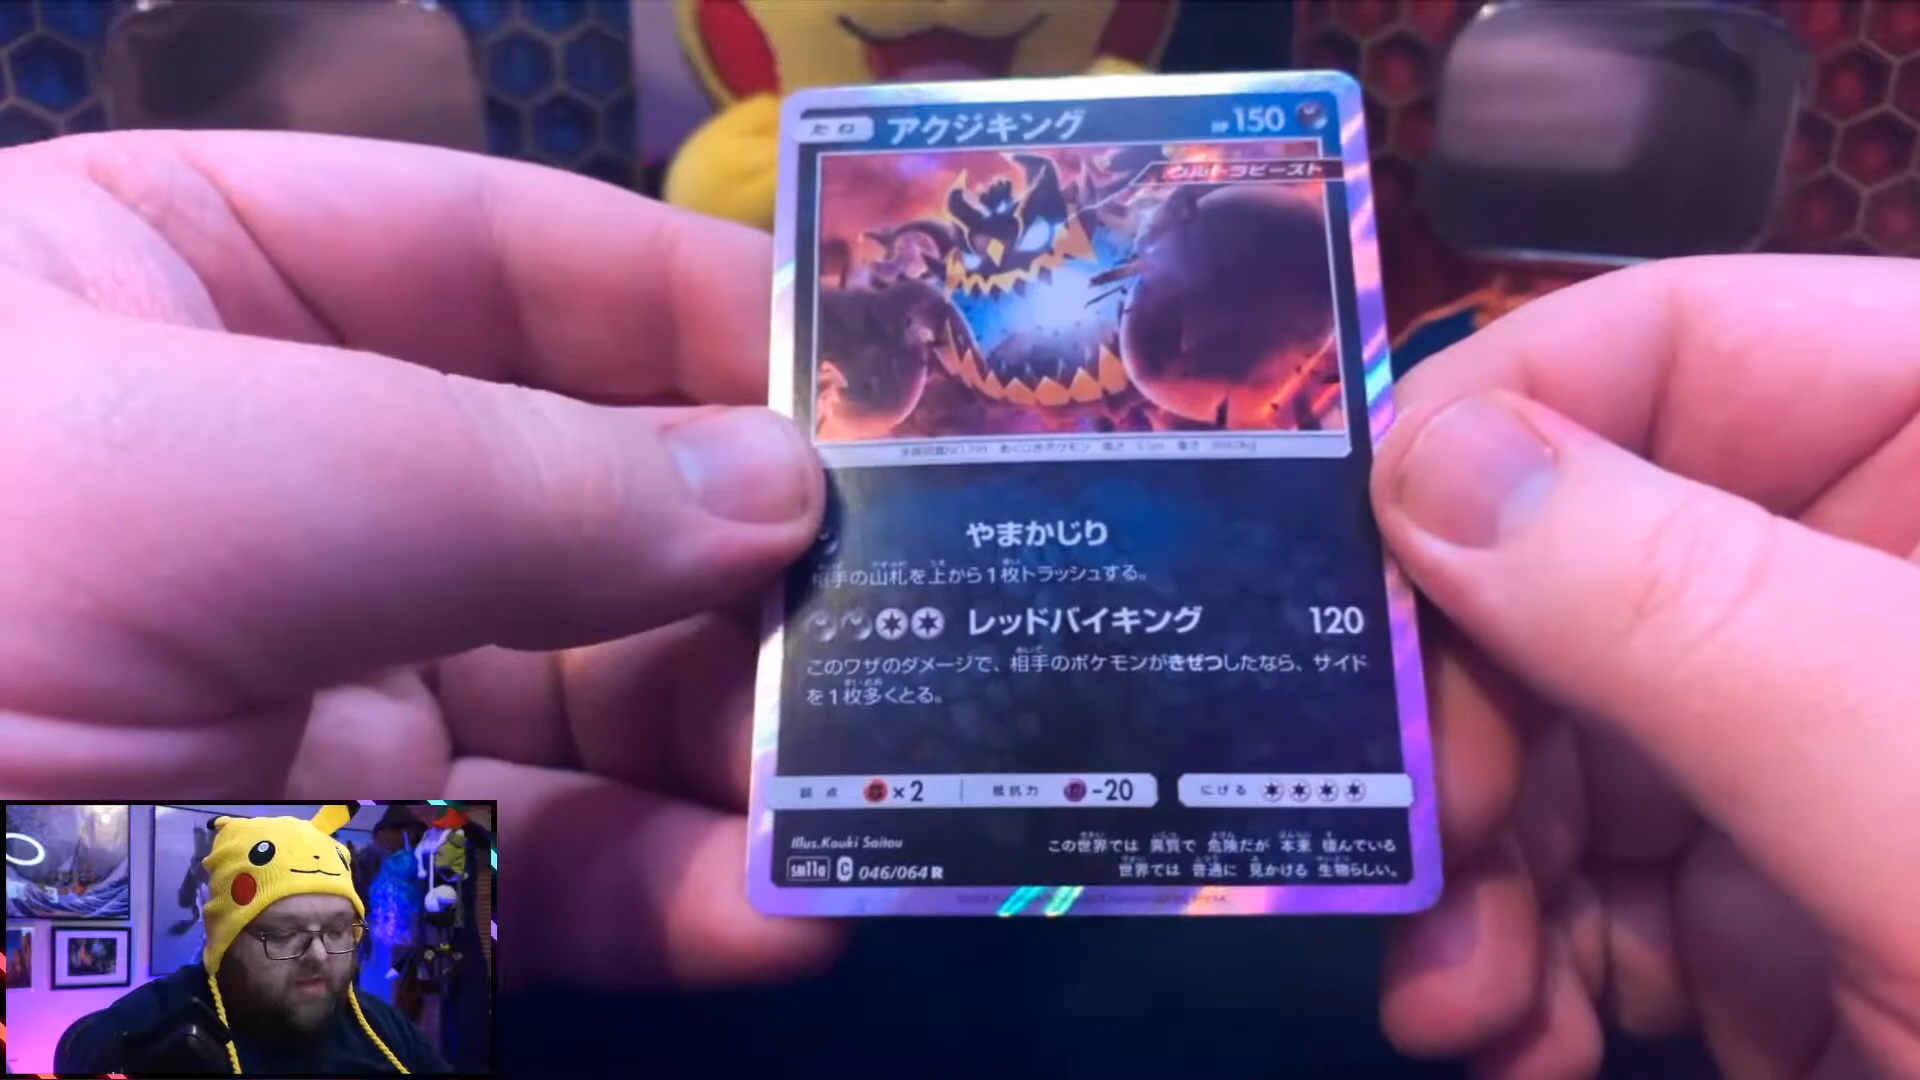 たね アクジキング HP 150
ウルトラビースト
やまかじり
相手の山札を上から1枚トラッシュする。
レッドバイキング 120
このワザのダメージで、相手のポケモンがきぜつしたなら、サイド
を1枚多くとる。
弱点 ×2 抵抗力 -20 にげる
Illus.Kouki Saitou
sm11a C 046/064 R
この世界では 異質で 危険だが 本来 棲んでいる
世界では 普通に 見かける 生物らしい。